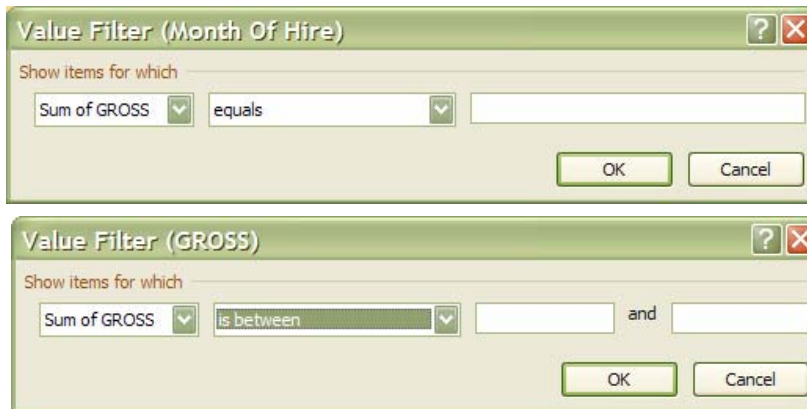 Value Filter (Month Of Hire)
Show items for which
Sum of GROSS equals
OK Cancel
Value Filter (GROSS)
Show items for which
Sum of GROSS is between and
OK Cancel